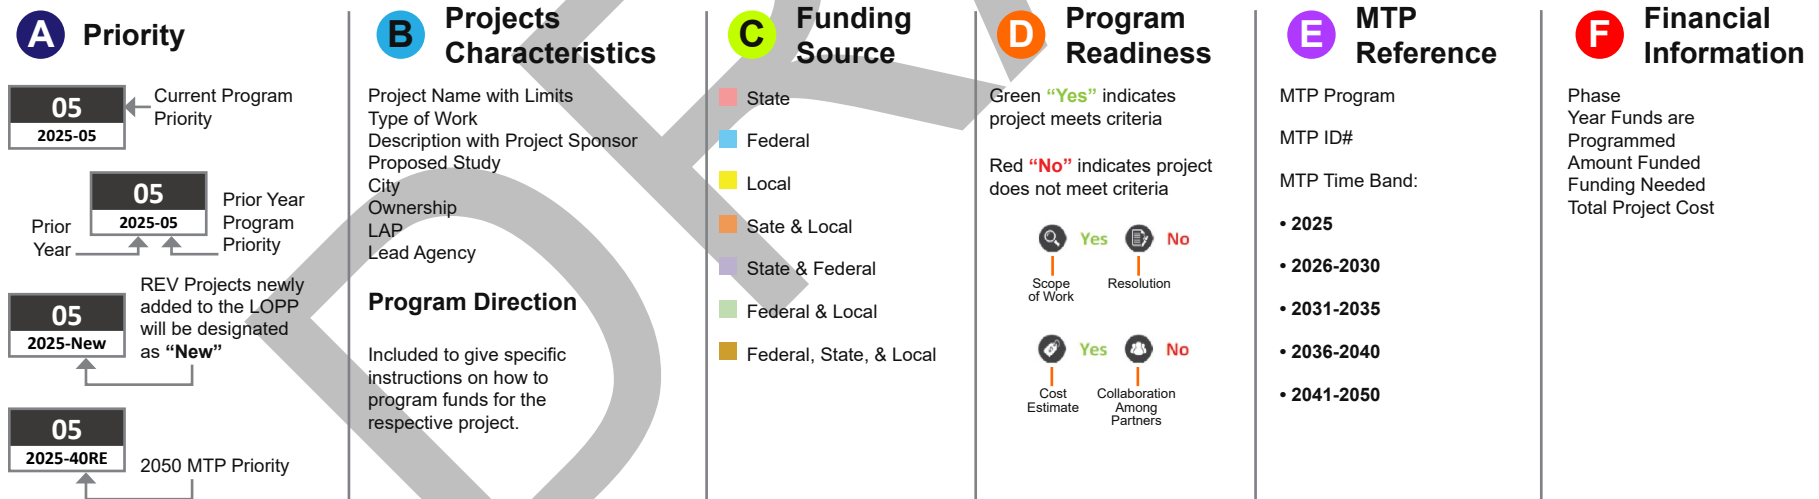 A Priority
05
2025-05
Current Program
Priority
05
2025-05
Prior
Year
Prior Year
Program
Priority
05
2025-New
REV Projects newly
added to the LOPP
will be designated
as “New”
05
2025-40RE
2050 MTP Priority
B Projects
Characteristics
Project Name with Limits
Type of Work
Description with Project Sponsor
Proposed Study
City
Ownership
LAP
Lead Agency
Program Direction
Included to give specific
instructions on how to
program funds for the
respective project.
C Funding
Source
State
Federal
Local
Sate & Local
State & Federal
Federal & Local
Federal, State, & Local
D Program
Readiness
Green “Yes” indicates
project meets criteria
Red “No” indicates project
does not meet criteria
Yes No
Scope
of Work
Resolution
Yes No
Cost
Estimate
Collaboration
Among
Partners
E MTP
Reference
MTP Program
MTP ID#
MTP Time Band:
• 2025
• 2026-2030
• 2031-2035
• 2036-2040
• 2041-2050
F Financial
Information
Phase
Year Funds are
Programmed
Amount Funded
Funding Needed
Total Project Cost